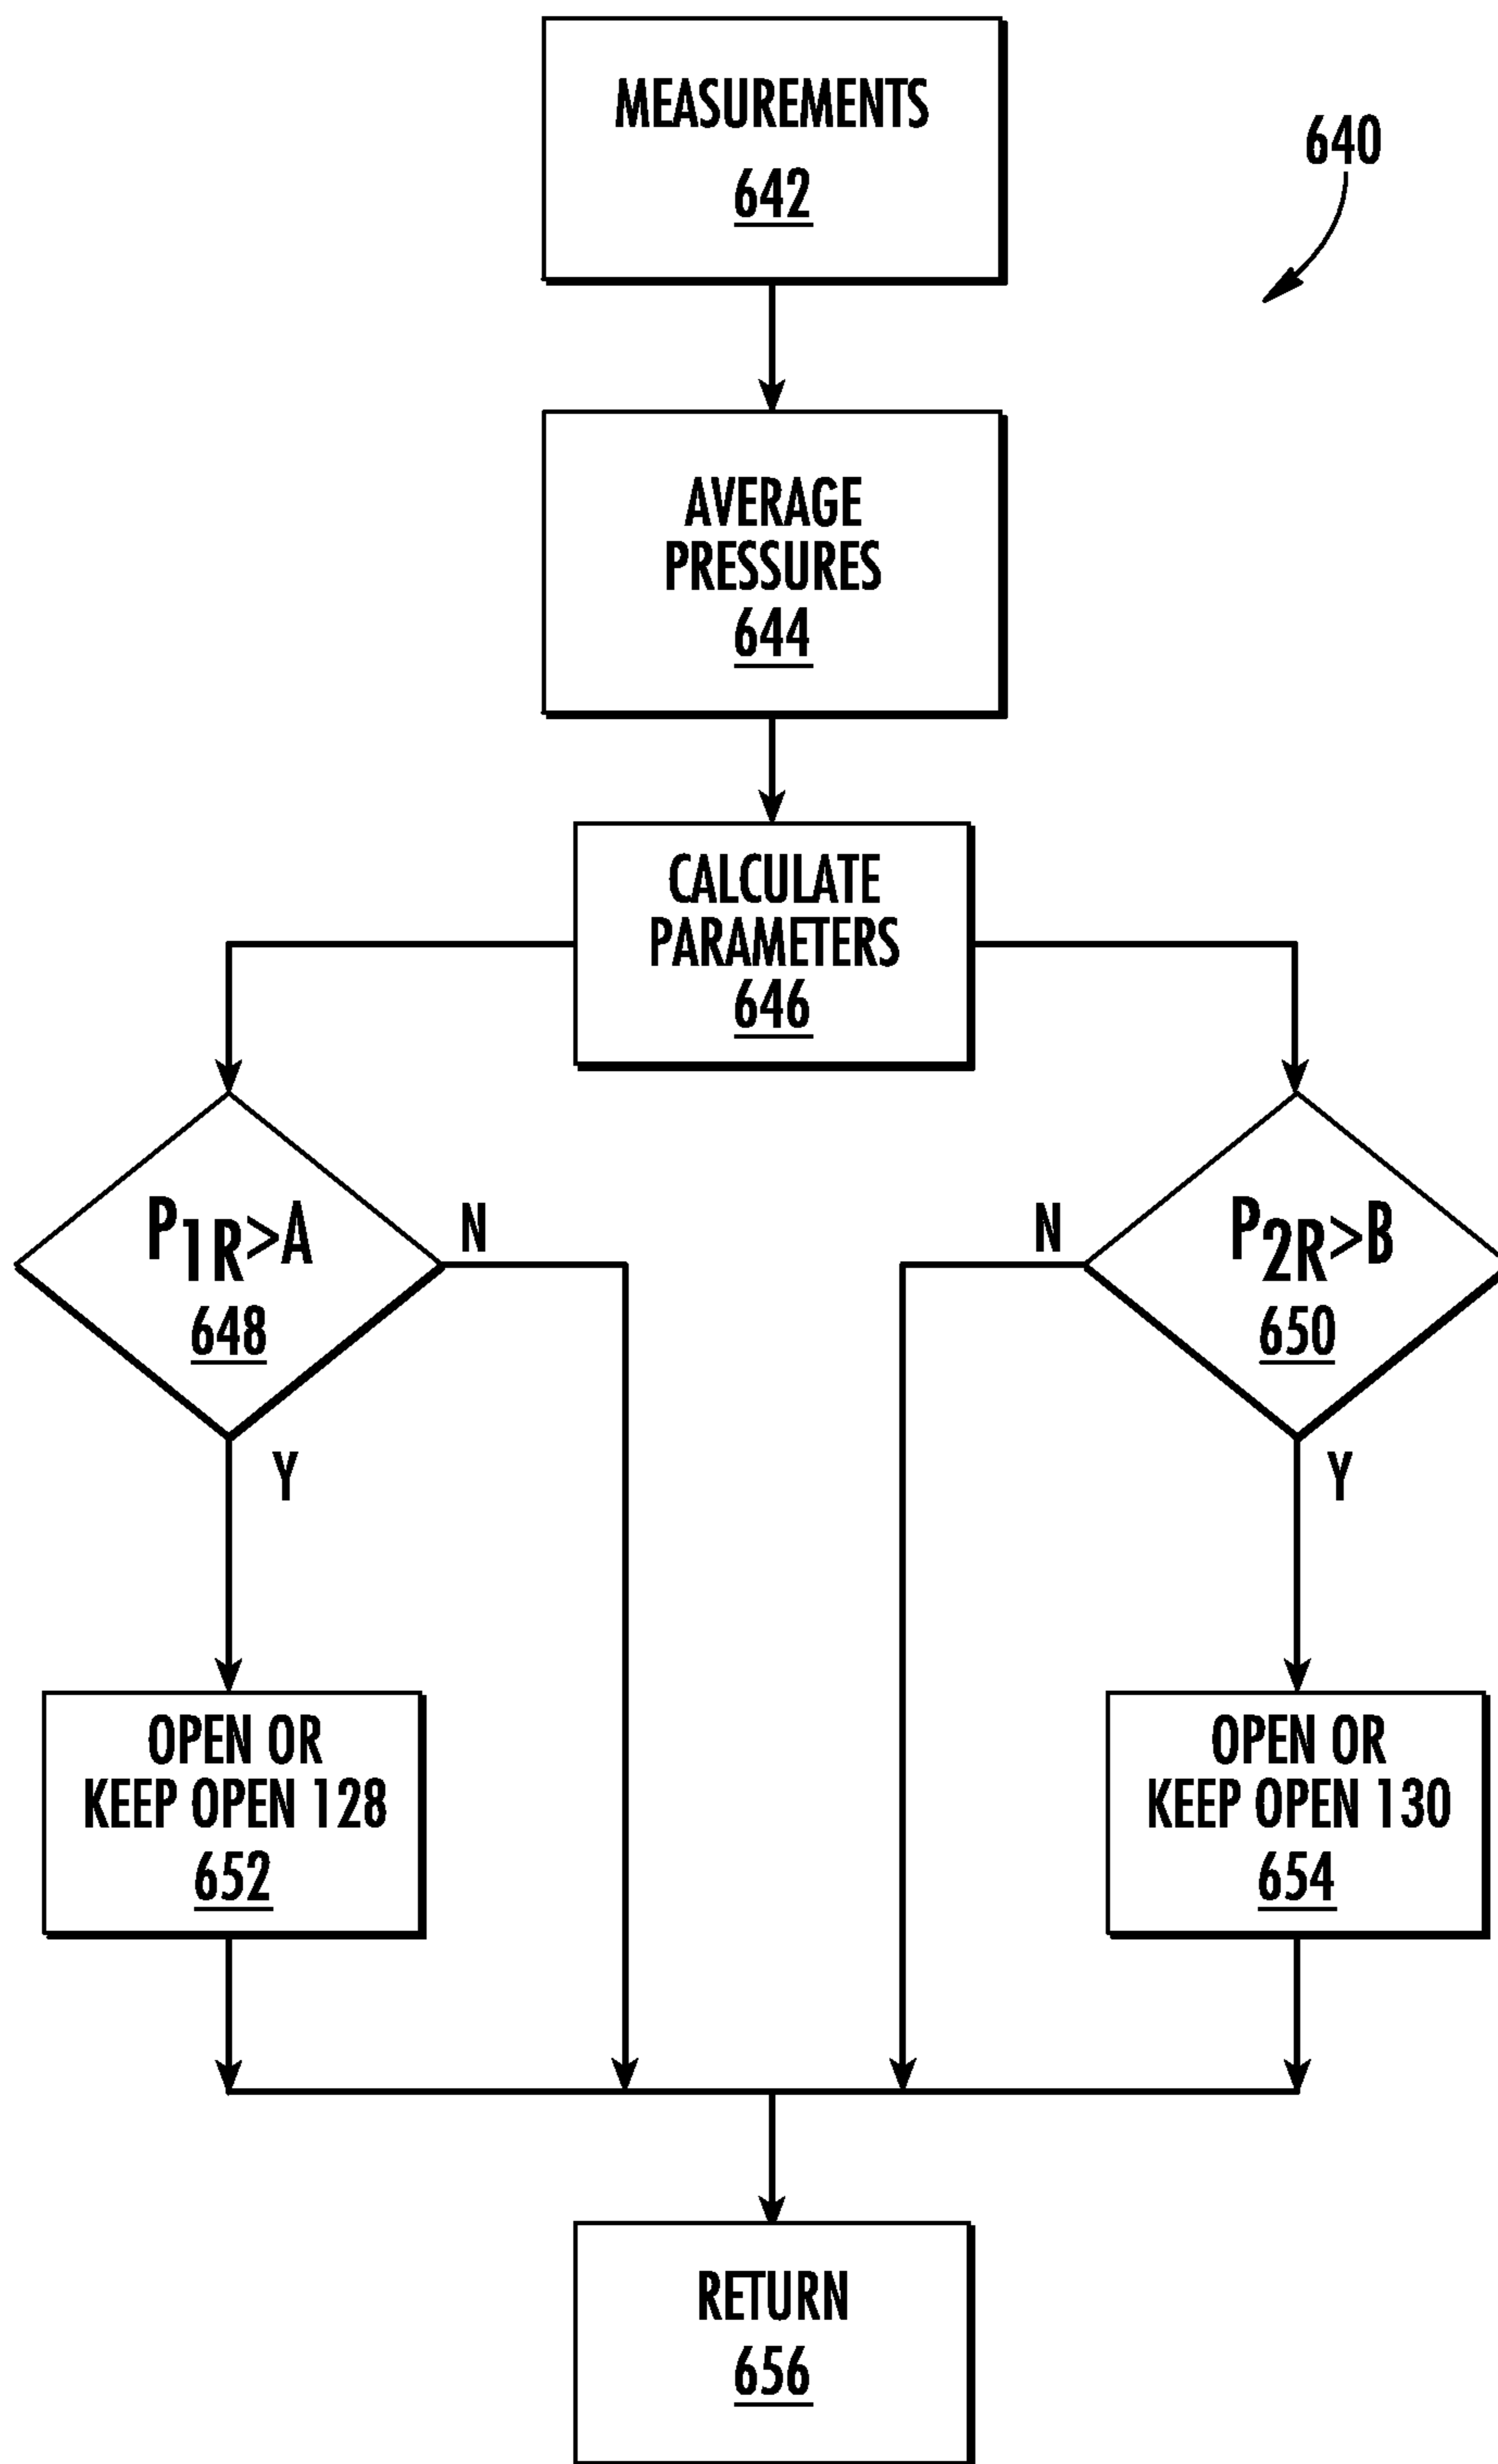 MEASUREMENTS
642
640
AVERAGE
PRESSURES
644
CALCULATE
PARAMETERS
646
P1R>A
648
N
Y
N
P2R>B
650
Y
OPEN OR
KEEP OPEN 128
652
OPEN OR
KEEP OPEN 130
654
RETURN
656